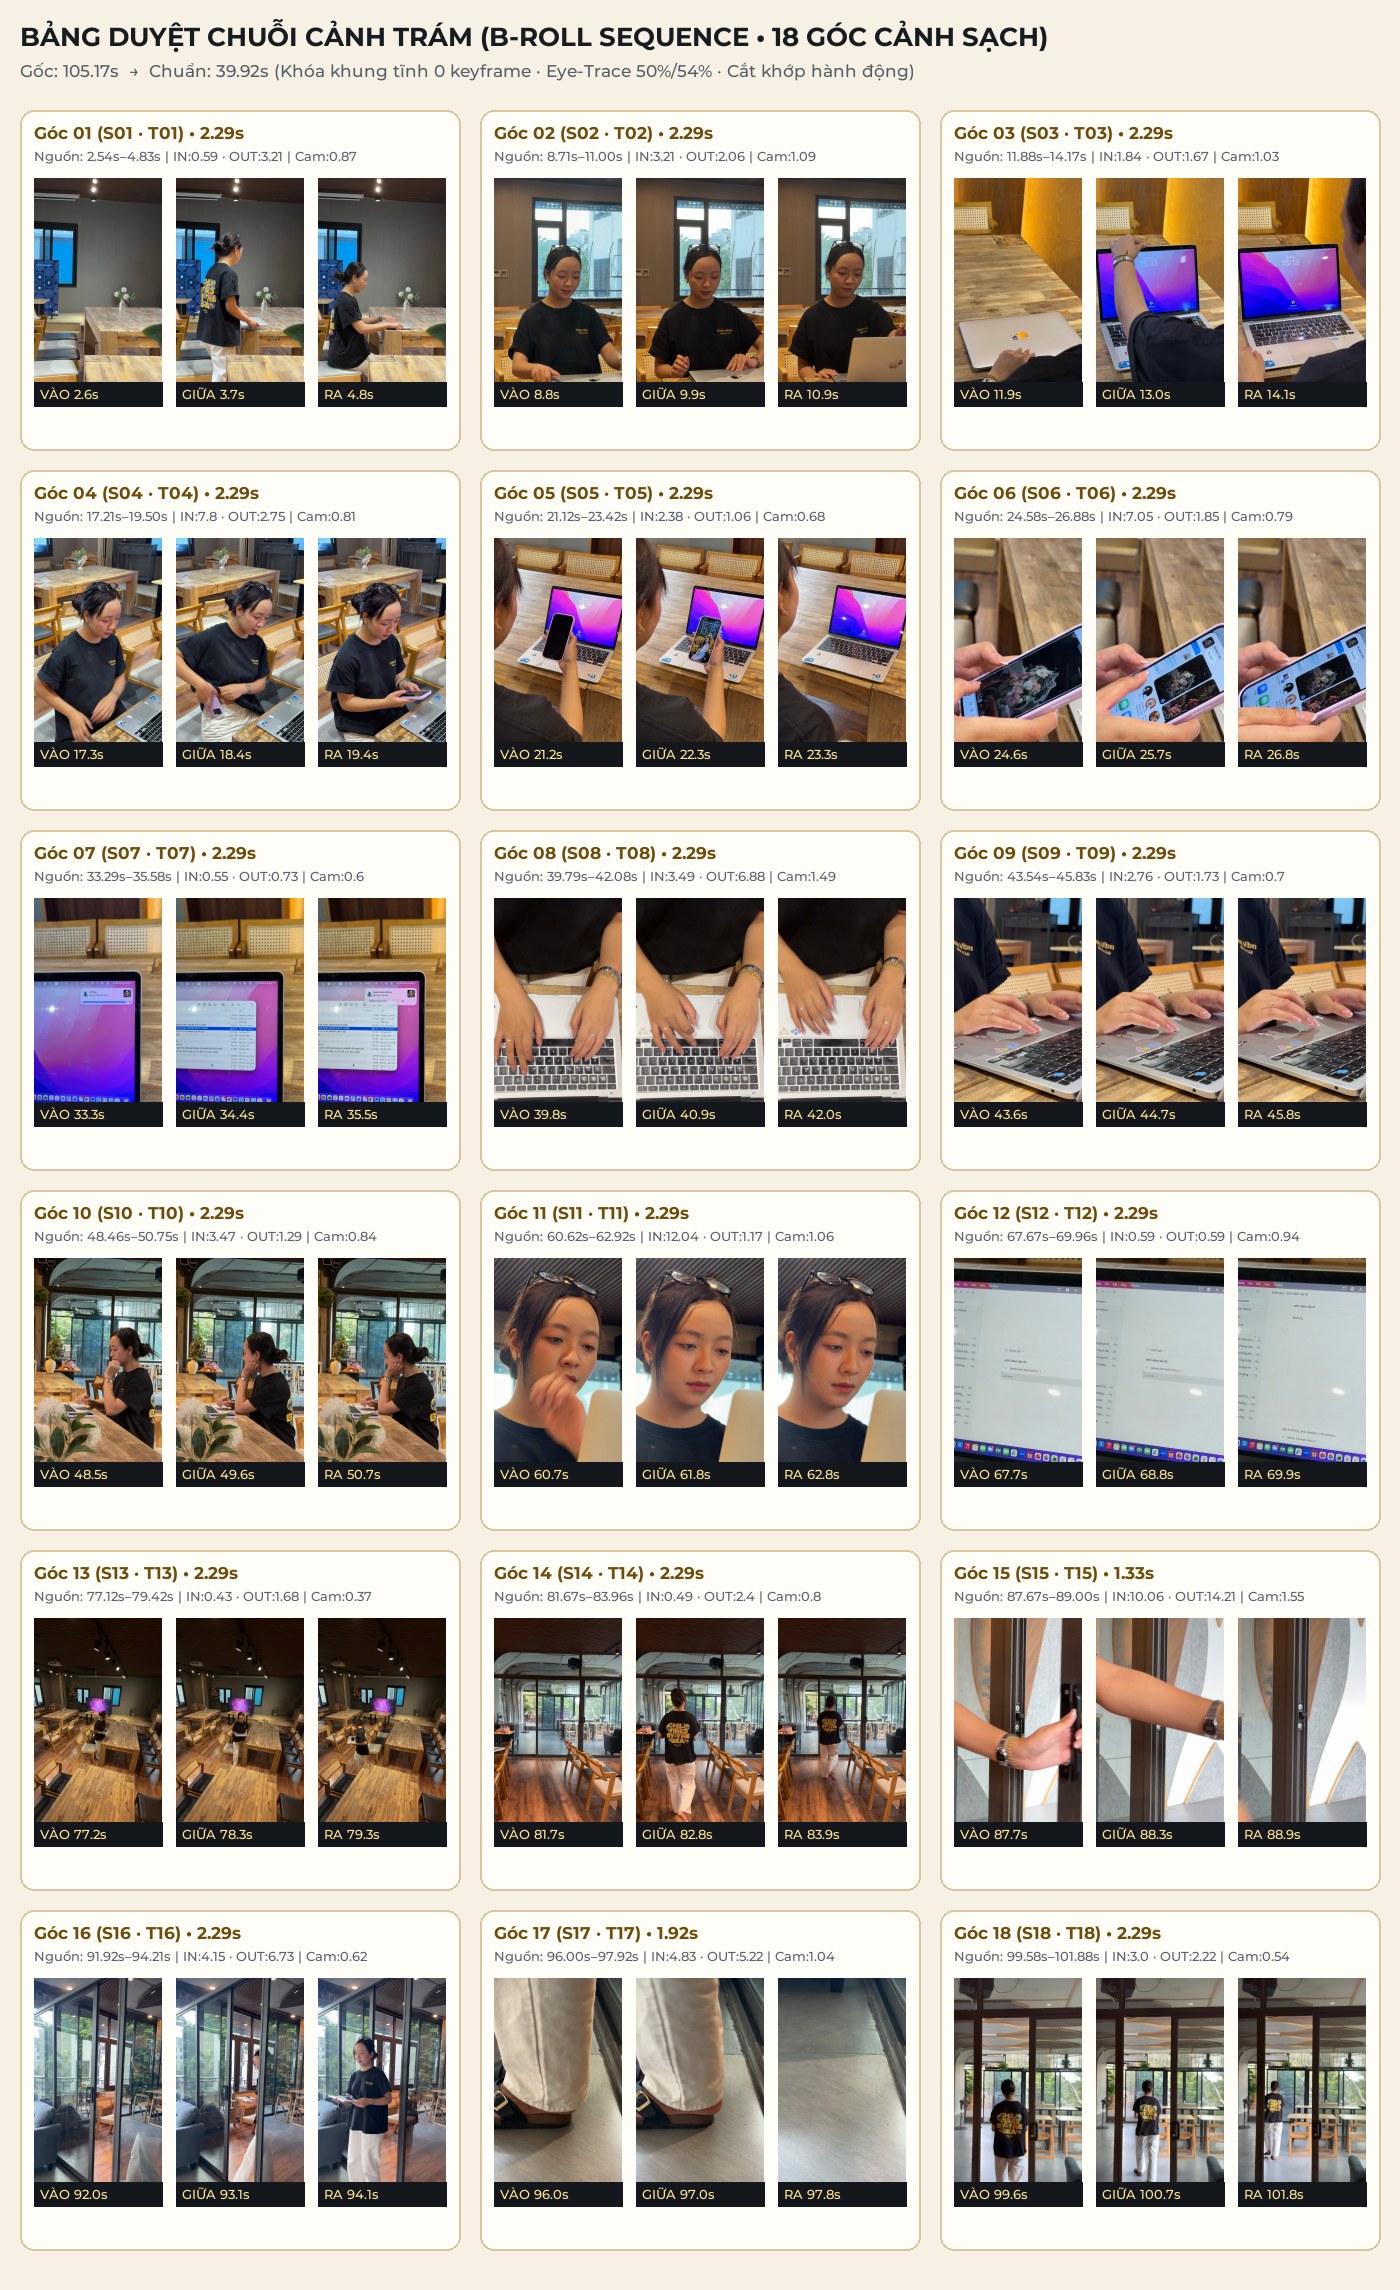 BẢNG DUYỆT CHUỖI CẢNH TRÁM (B-ROLL SEQUENCE • 18 GÓC CẢNH SẠCH)
Gốc: 105.17s → Chuẩn: 39.92s (Khóa khung tĩnh 0 keyframe · Eye-Trace 50%/54% · Cắt khớp hành động)
Góc 01 (S01 · T01) • 2.29s
Nguồn: 2.54s–4.83s | IN:0.59 · OUT:3.21 | Cam:0.87
VÀO 2.6s
GIỮA 3.7s
RA 4.8s
Góc 02 (S02 · T02) • 2.29s
Nguồn: 8.71s–11.00s | IN:3.21 · OUT:2.06 | Cam:1.09
VÀO 8.8s
GIỮA 9.9s
RA 10.9s
Góc 03 (S03 · T03) • 2.29s
Nguồn: 11.88s–14.17s | IN:1.84 · OUT:1.67 | Cam:1.03
VÀO 11.9s
GIỮA 13.0s
RA 14.1s
Góc 04 (S04 · T04) • 2.29s
Nguồn: 17.21s–19.50s | IN:7.8 · OUT:2.75 | Cam:0.81
VÀO 17.3s
GIỮA 18.4s
RA 19.4s
Góc 05 (S05 · T05) • 2.29s
Nguồn: 21.12s–23.42s | IN:2.38 · OUT:1.06 | Cam:0.68
VÀO 21.2s
GIỮA 22.3s
RA 23.3s
Góc 06 (S06 · T06) • 2.29s
Nguồn: 24.58s–26.88s | IN:7.05 · OUT:1.85 | Cam:0.79
VÀO 24.6s
GIỮA 25.7s
RA 26.8s
Góc 07 (S07 · T07) • 2.29s
Nguồn: 33.29s–35.58s | IN:0.55 · OUT:0.73 | Cam:0.6
VÀO 33.3s
GIỮA 34.4s
RA 35.5s
Góc 08 (S08 · T08) • 2.29s
Nguồn: 39.79s–42.08s | IN:3.49 · OUT:6.88 | Cam:1.49
VÀO 39.8s
GIỮA 40.9s
RA 42.0s
Góc 09 (S09 · T09) • 2.29s
Nguồn: 43.54s–45.83s | IN:2.76 · OUT:1.73 | Cam:0.7
VÀO 43.6s
GIỮA 44.7s
RA 45.8s
Góc 10 (S10 · T10) • 2.29s
Nguồn: 48.46s–50.75s | IN:3.47 · OUT:1.29 | Cam:0.84
VÀO 48.5s
GIỮA 49.6s
RA 50.7s
Góc 11 (S11 · T11) • 2.29s
Nguồn: 60.62s–62.92s | IN:12.04 · OUT:1.17 | Cam:1.06
VÀO 60.7s
GIỮA 61.8s
RA 62.8s
Góc 12 (S12 · T12) • 2.29s
Nguồn: 67.67s–69.96s | IN:0.59 · OUT:0.59 | Cam:0.94
VÀO 67.7s
GIỮA 68.8s
RA 69.9s
Góc 13 (S13 · T13) • 2.29s
Nguồn: 77.12s–79.42s | IN:0.43 · OUT:1.68 | Cam:0.37
VÀO 77.2s
GIỮA 78.3s
RA 79.3s
Góc 14 (S14 · T14) • 2.29s
Nguồn: 81.67s–83.96s | IN:0.49 · OUT:2.4 | Cam:0.8
VÀO 81.7s
GIỮA 82.8s
RA 83.9s
Góc 15 (S15 · T15) • 1.33s
Nguồn: 87.67s–89.00s | IN:10.06 · OUT:14.21 | Cam:1.55
VÀO 87.7s
GIỮA 88.3s
RA 88.9s
Góc 16 (S16 · T16) • 2.29s
Nguồn: 91.92s–94.21s | IN:4.15 · OUT:6.73 | Cam:0.62
VÀO 92.0s
GIỮA 93.1s
RA 94.1s
Góc 17 (S17 · T17) • 1.92s
Nguồn: 96.00s–97.92s | IN:4.83 · OUT:5.22 | Cam:1.04
VÀO 96.0s
GIỮA 97.0s
RA 97.8s
Góc 18 (S18 · T18) • 2.29s
Nguồn: 99.58s–101.88s | IN:3.0 · OUT:2.22 | Cam:0.54
VÀO 99.6s
GIỮA 100.7s
RA 101.8s